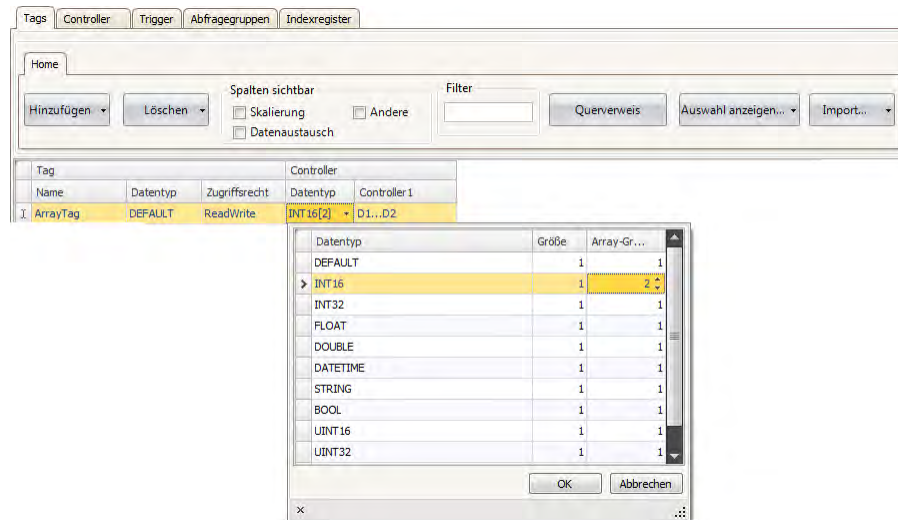 Tags Controller Trigger Abfragegruppen Indexregister
Home
Spalten sichtbar Filter
Hinzufügen Löschen Skalierung Andere Querverweis Auswahl anzeigen... Import...
Datenaustausch
Tag Controller
Name Datentyp Zugriffsrecht Datentyp Controller1
ArrayTag DEFAULT ReadWrite INT16[2] D1...D2
Datentyp Größe Array-Gr...
DEFAULT 1 1
INT16 1 2
INT32 1 1
FLOAT 1 1
DOUBLE 1 1
DATETIME 1 1
STRING 1 1
BOOL 1 1
UINT16 1 1
UINT32 1 1
OK Abbrechen